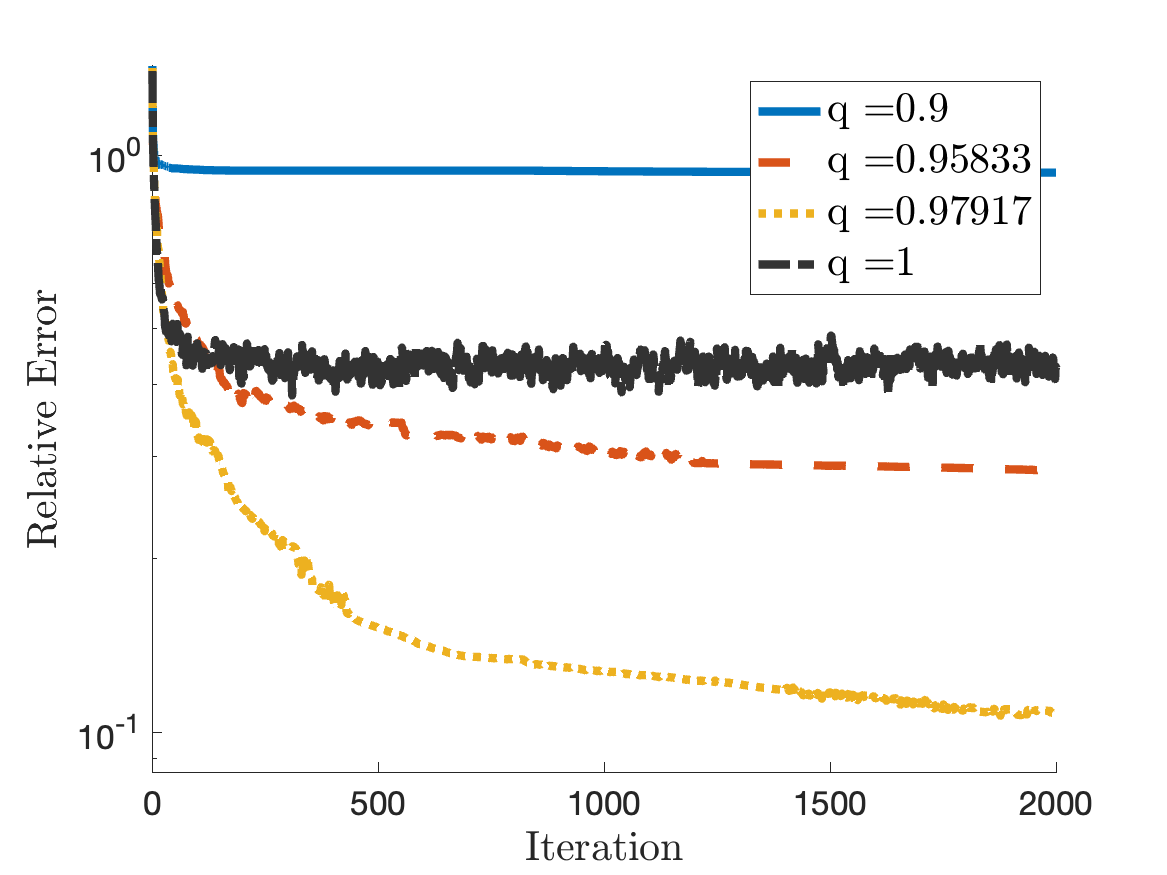 10^0
10^-1
Relative Error
q =0.9
q =0.95833
q =0.97917
q =1
0 500 1000 1500 2000
Iteration